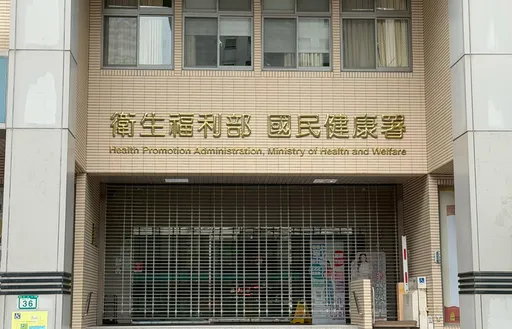 衛生福利部 國民健康署
Health Promotion Administration, Ministry of Health and Welfare
36